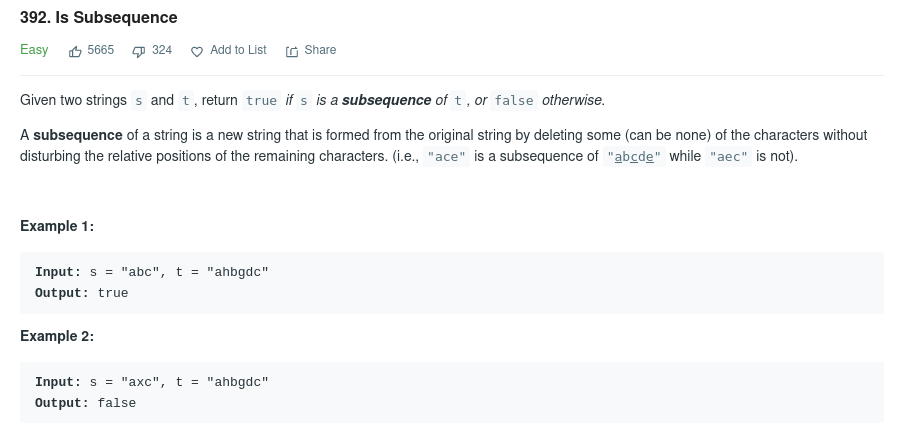 392. Is Subsequence
Easy 5665 324 Add to List Share
Given two strings s and t, return true if s is a subsequence of t, or false otherwise.
A subsequence of a string is a new string that is formed from the original string by deleting some (can be none) of the characters without
disturbing the relative positions of the remaining characters. (i.e., "ace" is a subsequence of "abcde" while "aec" is not).
Example 1:
Input: s = "abc", t = "ahbgdc"
Output: true
Example 2:
Input: s = "axc", t = "ahbgdc"
Output: false